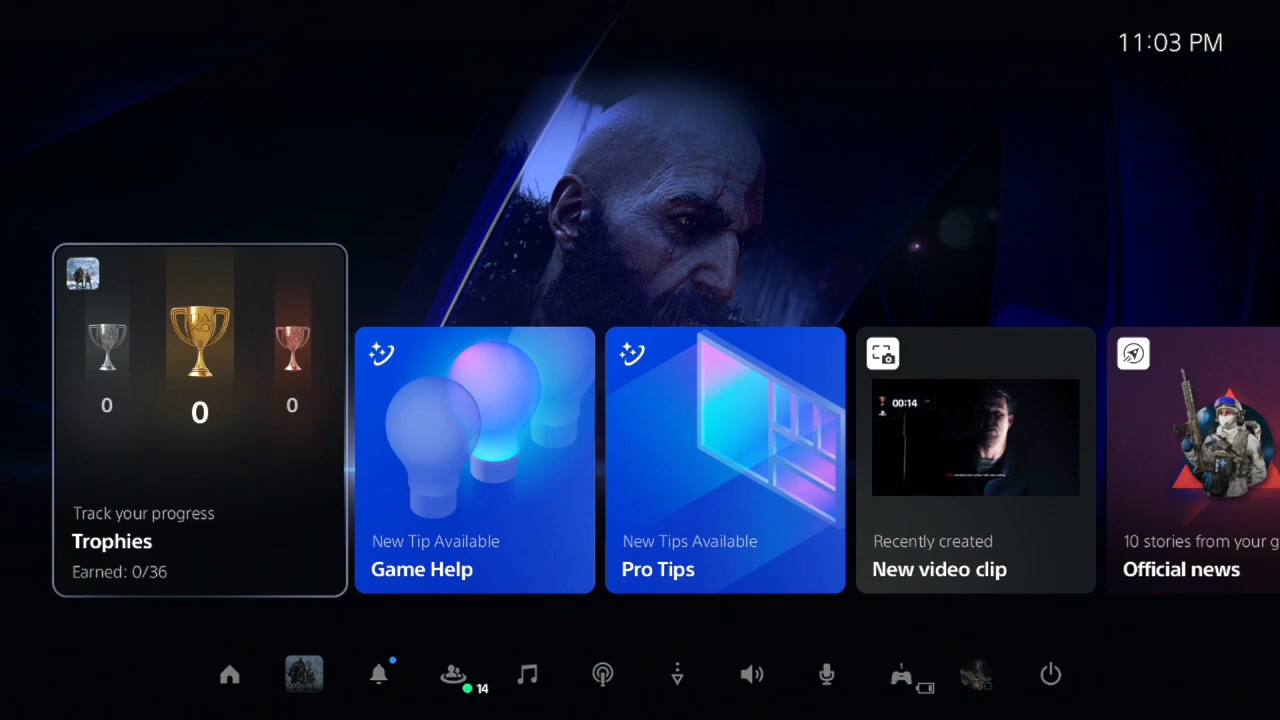 11:03 PM
0
0
0
Track your progress
Trophies
Earned: 0/36
New Tip Available
Game Help
New Tips Available
Pro Tips
00:14
Recently created
New video clip
10 stories from your g
Official news
14
1